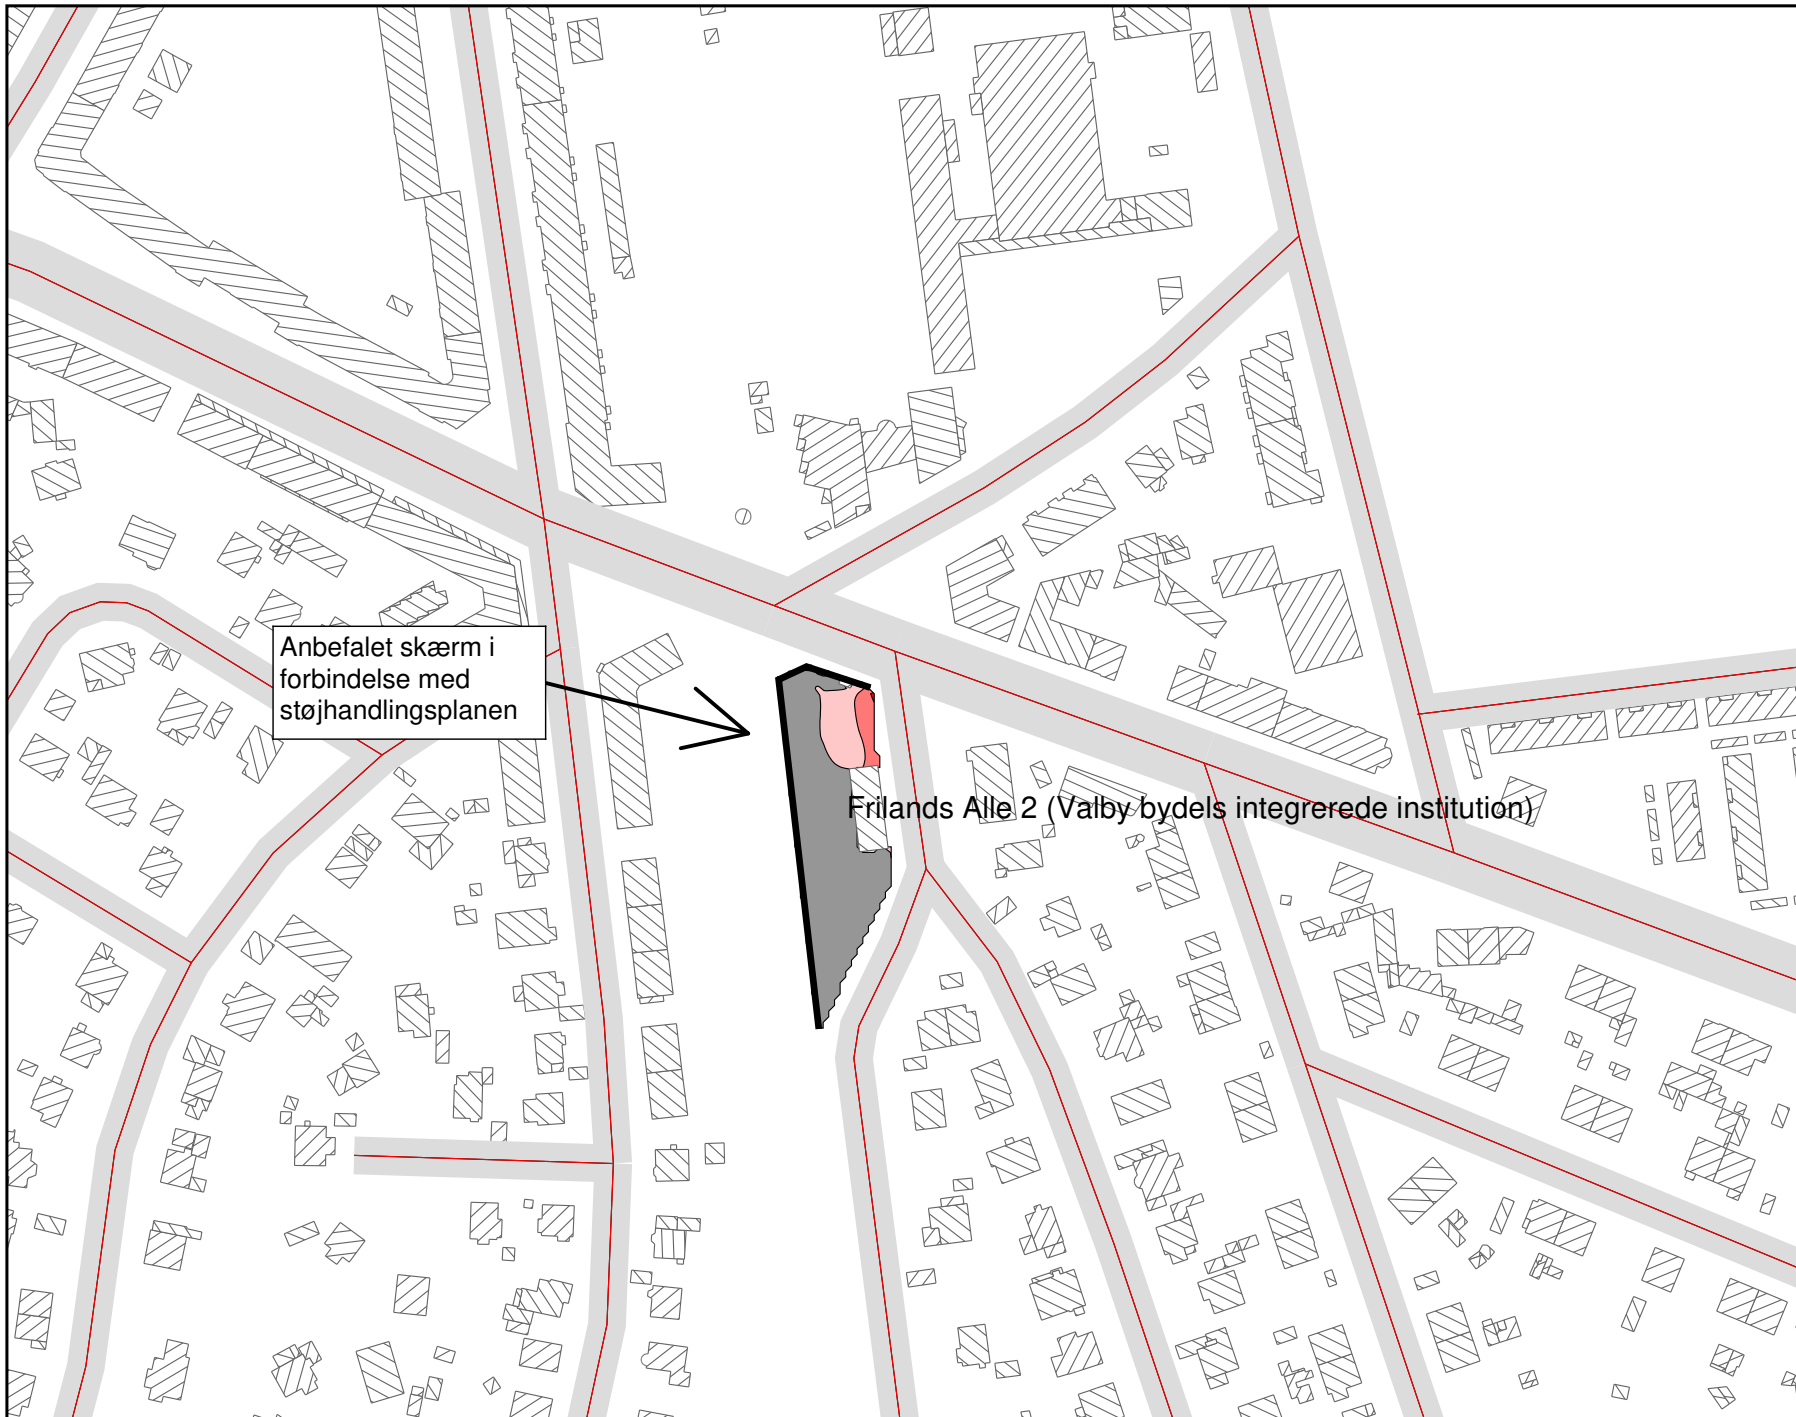 Anbefalet skærm i
forbindelse med
støjhandlingsplanen
Frilands Alle 2 (Valby bydels integrerede institution)